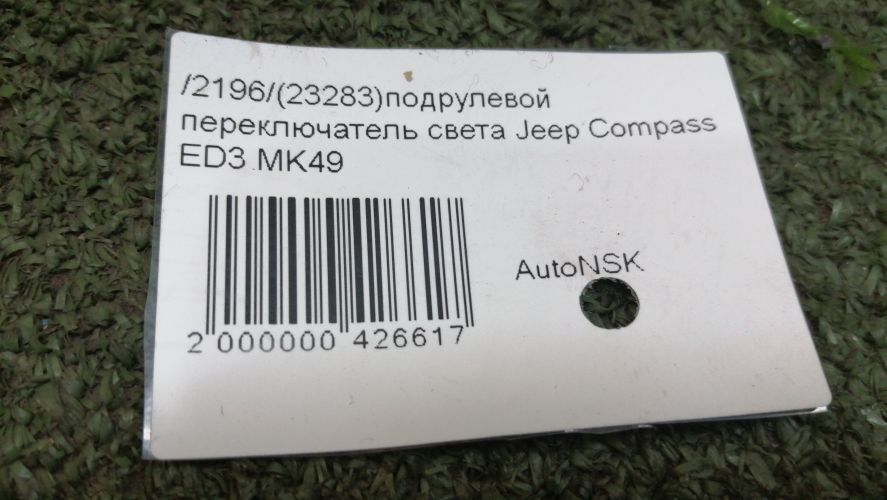 /2196/(23283)подрулевой
переключатель света Jeep Compass
ED3 MK49
AutoNSK
2 000000 426617